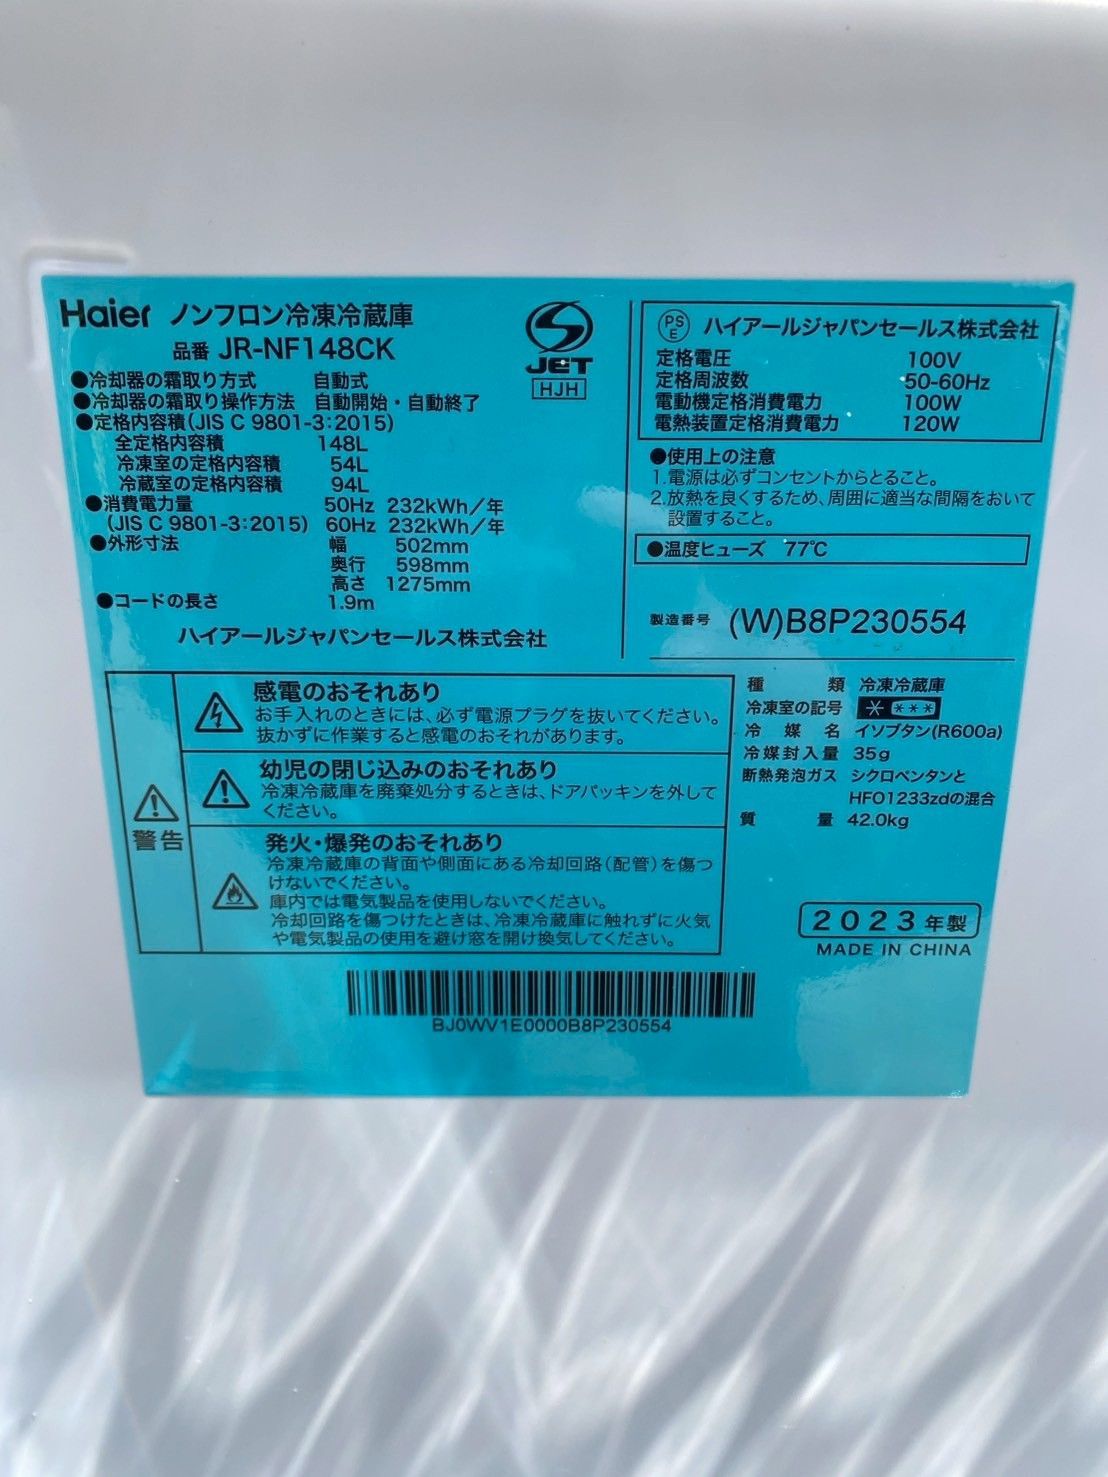 Haier ノンフロン冷凍冷蔵庫
品番 JR-NF148CK
●冷却器の霜取り方式 自動式
●冷却器の霜取り操作方法 自動開始・自動終了
●定格内容積(JIS C 9801-3:2015)
全定格内容積 148L
冷凍室の定格内容積 54L
冷蔵室の定格内容積 94L
●消費電力量 50Hz 232kWh/年
(JIS C 9801-3:2015) 60Hz 232kWh/年
●外形寸法 幅 502mm
奥行 598mm
高さ 1275mm
●コードの長さ 1.9m
ハイアールジャパンセールス株式会社
S
JET
HJH
PS
E
ハイアールジャパンセールス株式会社
定格電圧 100V
定格周波数 50-60Hz
電動機定格消費電力 100W
電熱装置定格消費電力 120W
●使用上の注意
1.電源は必ずコンセントからとること。
2.放熱を良くするため、周囲に適当な間隔をおいて
設置すること。
●温度ヒューズ 77℃
製造番号 (W)B8P230554
警告
感電のおそれあり
お手入れのときには、必ず電源プラグを抜いてください。
抜かずに作業すると感電のおそれがあります。
幼児の閉じ込みのおそれあり
冷凍冷蔵庫を廃棄処分するときは、ドアパッキンを外して
ください。
発火・爆発のおそれあり
冷凍冷蔵庫の背面や側面にある冷却回路(配管)を傷つ
けないでください。
庫内では電気製品を使用しないでください。
冷却回路を傷つけたときは、冷凍冷蔵庫に触れずに火気
や電気製品の使用を避け窓を開け換気してください。
種類 冷凍冷蔵庫
冷凍室の記号 * ***
冷媒名 イソブタン(R600a)
冷媒封入量 35g
断熱発泡ガス シクロペンタンと
HFO1233zdの混合
質量 42.0kg
2023年製
MADE IN CHINA
BJ0WV1E0000B8P230554